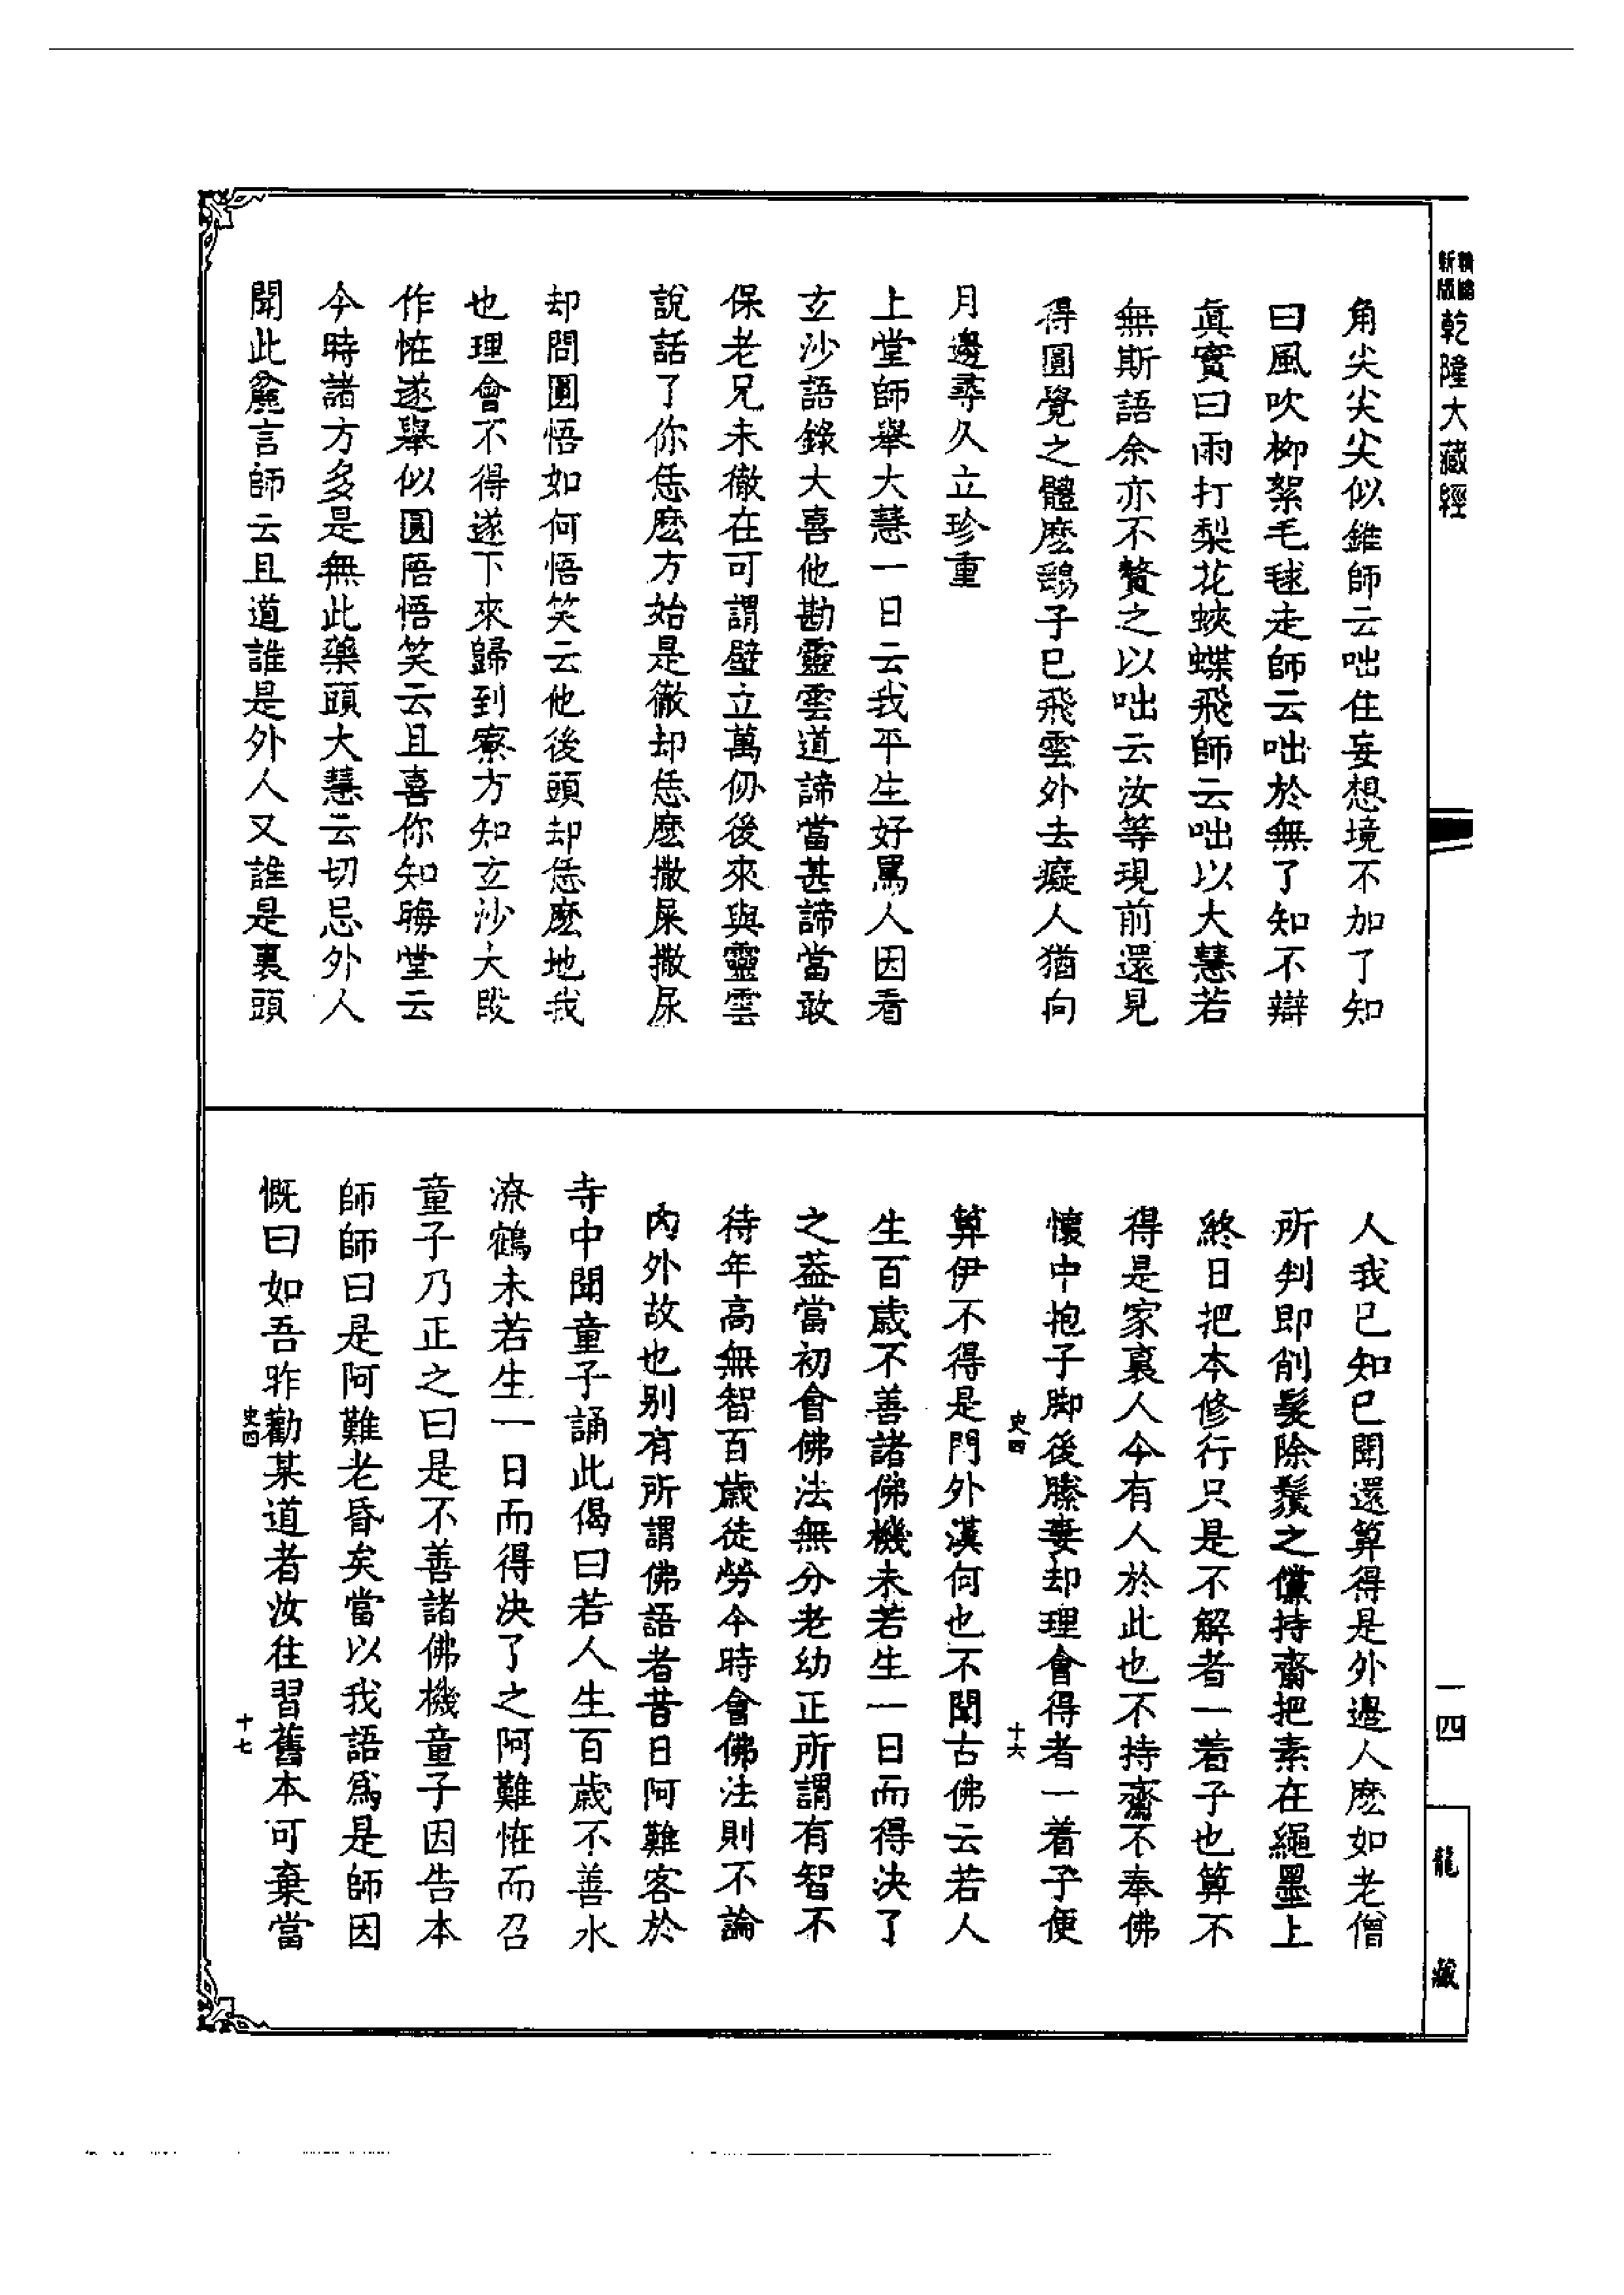 新版
精縮
乾隆大藏經
角尖尖尖似錐師云咄住妄想境不加了知
曰風吹柳絮毛毬走師云咄於無了知不辯
眞實曰雨打梨花蛺蝶飛師云咄以大慧若
無斯語余亦不贅之以咄云汝等現前還見
得圓覺之體麽鷂子已飛雲外去癡人猶向
月邊尋久立珍重
上堂師舉大慧一日云我平生好罵人因看
玄沙語錄大喜他勘靈雲道諦當甚諦當敢
保老兄未徹在可謂壁立萬仞後來與靈雲
說話了你恁麽方始是徹却恁麽撒屎撒尿
却問圓悟如何悟笑云他後頭却恁麽地我
也理會不得遂下來歸到寮方知玄沙大段
作恠遂舉似圓悟悟笑云且喜你知晦堂云
今時諸方多是無此藥頭大慧云切忌外人
聞此麄言師云且道誰是外人又誰是裏頭
人我已知已聞還算得是外邊人麽如老僧
所判即削髮除鬚之儻持齋把素在繩墨上
終日把本修行只是不解者一着子也算不
得是家裏人今有人於此也不持齋不奉佛
懷中抱子脚後隨妻却理會得者一着子便
算伊不得是門外漢何也不聞古佛云若人
生百歲不善諸佛機未若生一日而得決了
之葢當初會佛法無分老幼正所謂有智不
待年高無智百歲徒勞今時會佛法則不論
內外故也別有所謂佛語者昔日阿難客於
寺中聞童子誦此偈曰若人生百歲不善水
潦鶴未若生一日而得決了之阿難恠而召
童子乃正之曰是不善諸佛機童子因告本
師師曰是阿難老昏矣當以我語爲是師因
慨曰如吾昨勸某道者汝往習舊本可棄當
史四
十六
史四
十七
一四
龍藏